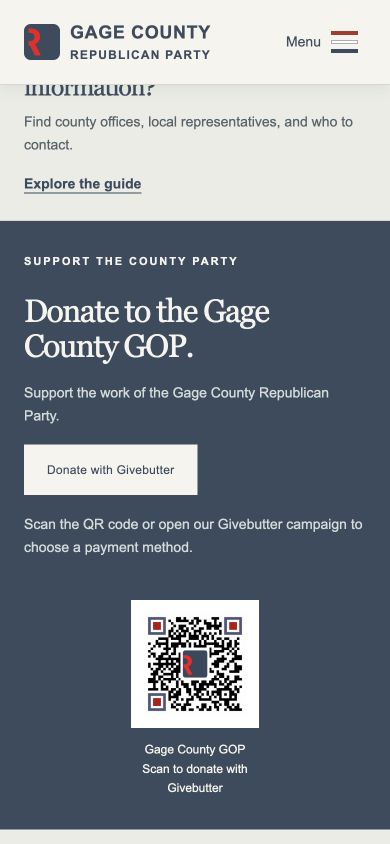 GAGE COUNTY
REPUBLICAN PARTY
Menu
information?
Find county offices, local representatives, and who to
contact.
Explore the guide
SUPPORT THE COUNTY PARTY
Donate to the Gage
County GOP.
Support the work of the Gage County Republican
Party.
Donate with Givebutter
Scan the QR code or open our Givebutter campaign to
choose a payment method.
Gage County GOP
Scan to donate with
Givebutter